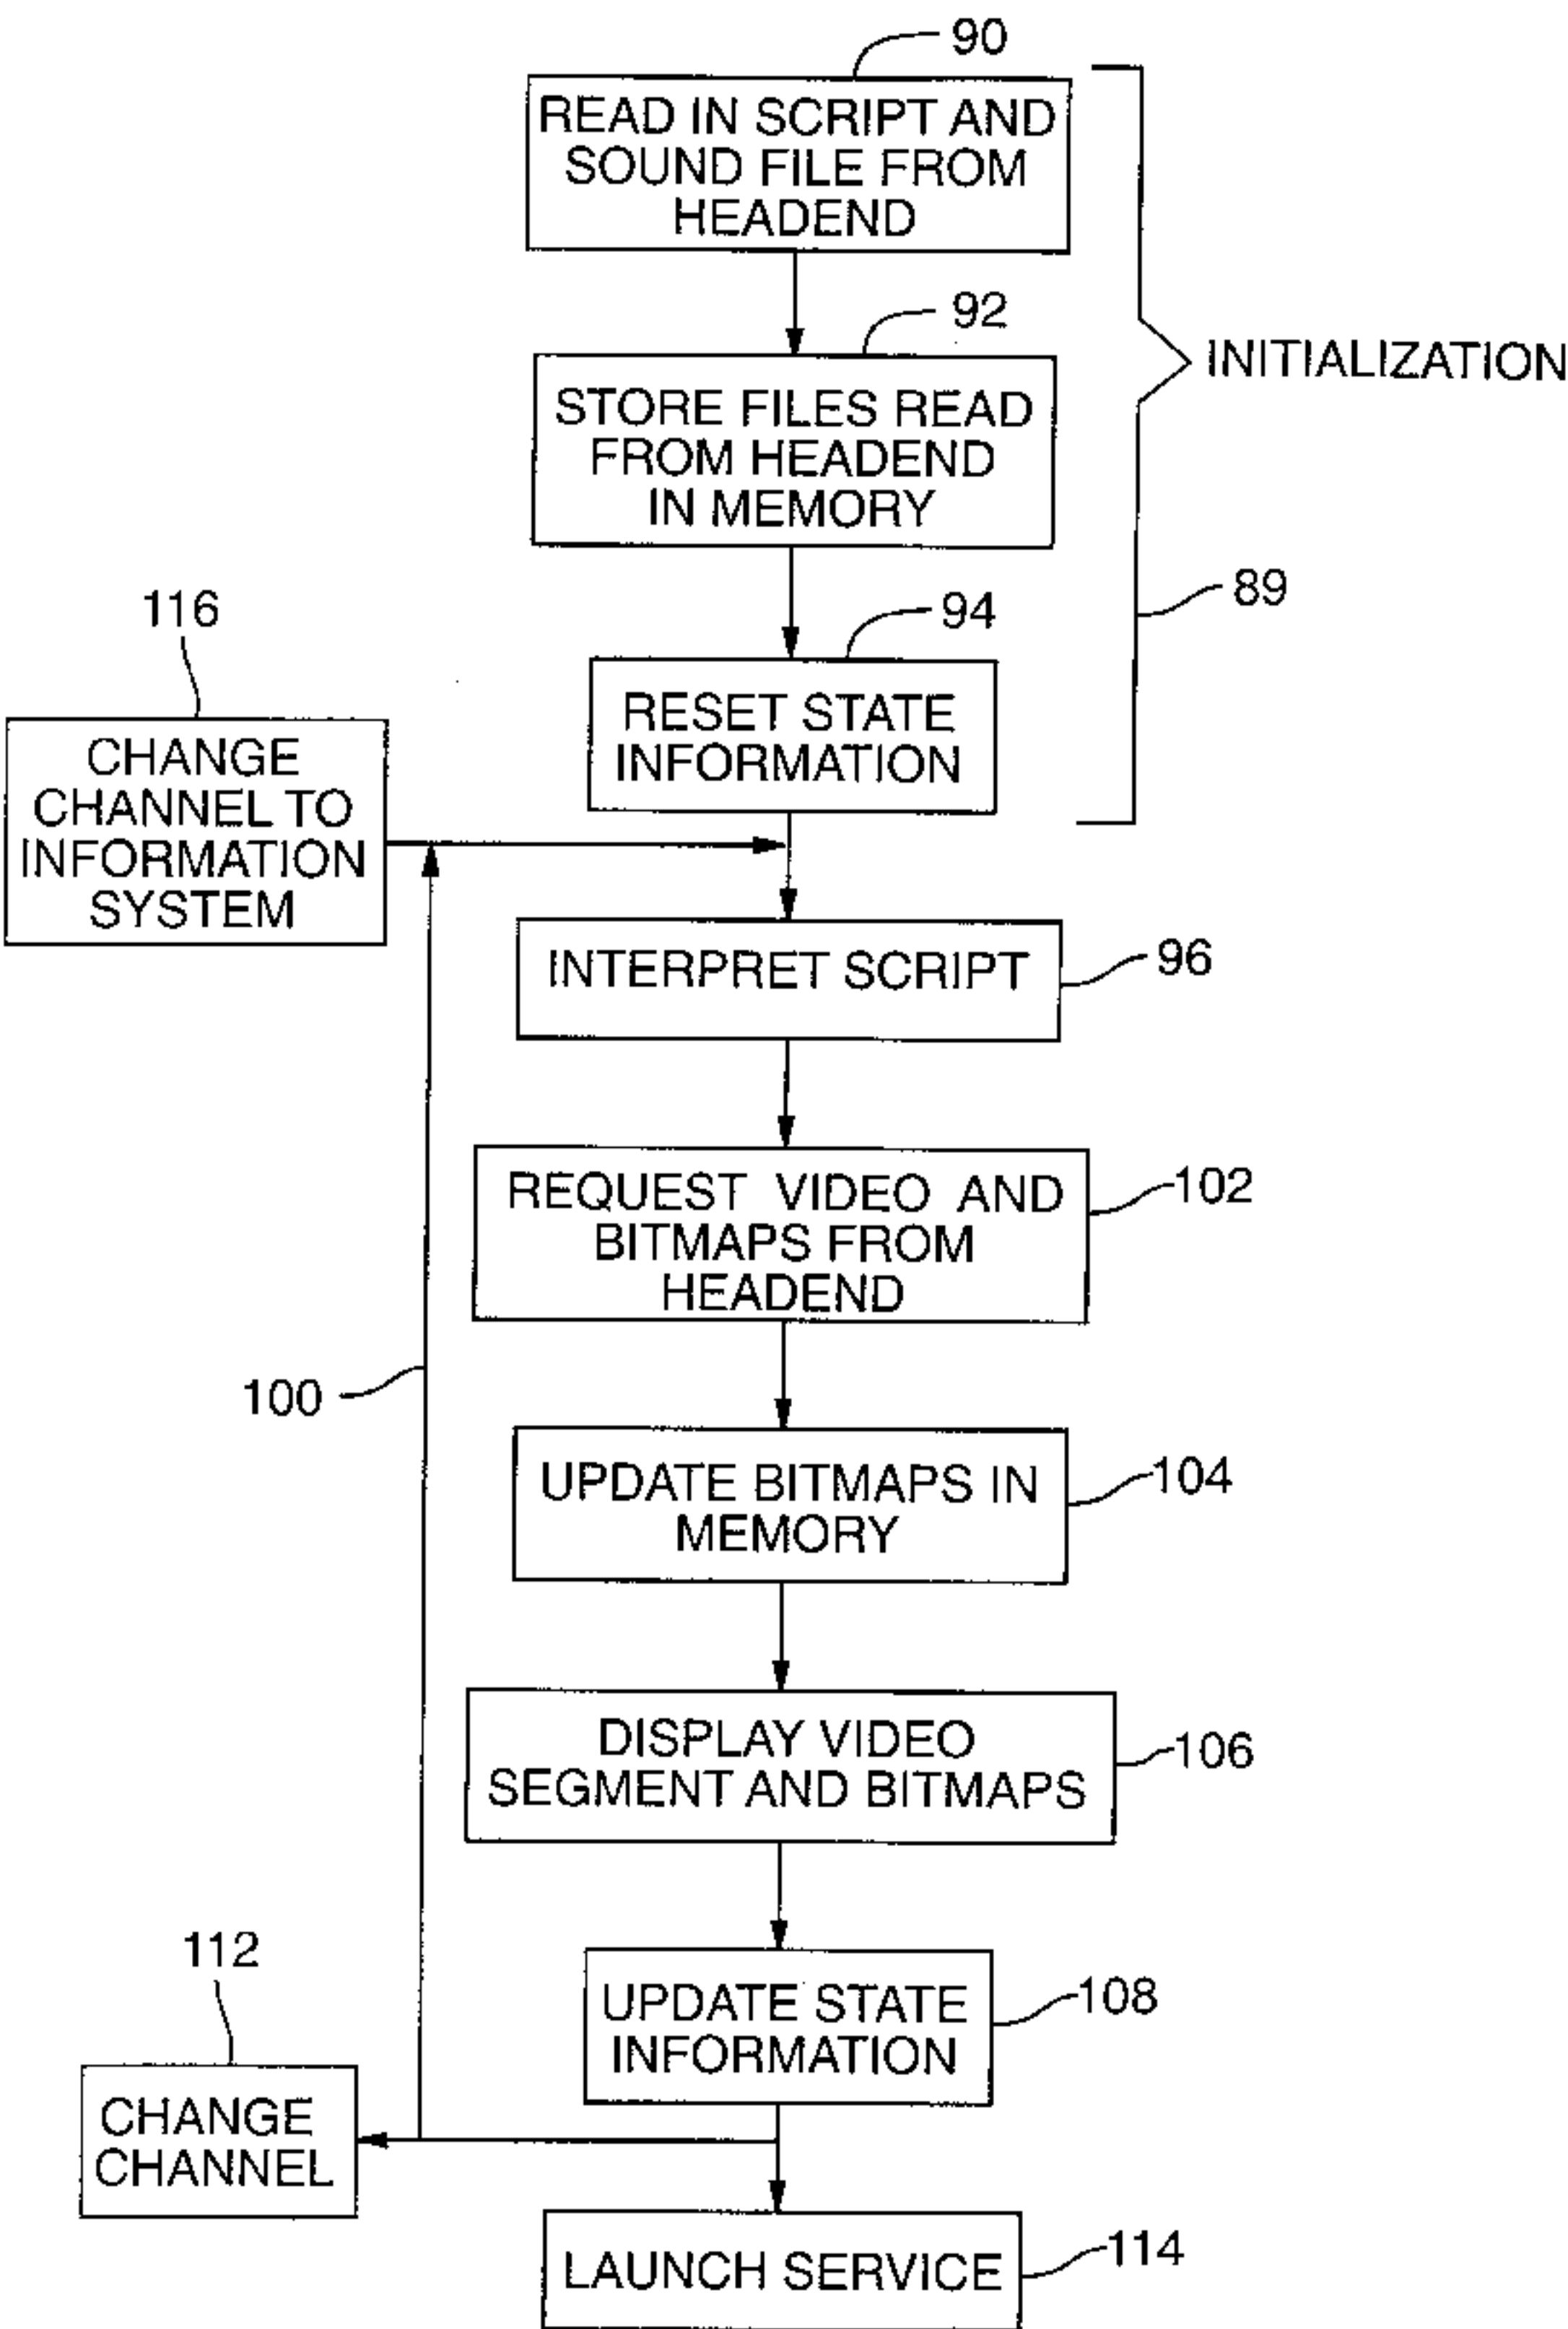 90
READ IN SCRIPT AND
SOUND FILE FROM
HEADEND
92
STORE FILES READ
FROM HEADEND
IN MEMORY
INITIALIZATION
89
94
RESET STATE
INFORMATION
116
CHANGE
CHANNEL TO
INFORMATION
SYSTEM
INTERPRET SCRIPT
96
REQUEST VIDEO AND
BITMAPS FROM
HEADEND
102
100
UPDATE BITMAPS IN
MEMORY
104
DISPLAY VIDEO
SEGMENT AND BITMAPS
106
UPDATE STATE
INFORMATION
108
112
CHANGE
CHANNEL
LAUNCH SERVICE
114